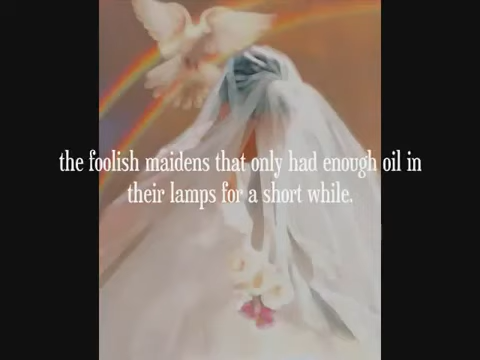 the foolish maidens that only had enough oil in
their lamps for a short while.